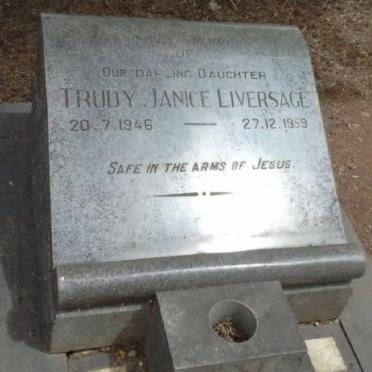 OF
OUR DARLING DAUGHTER
TRUDY JANICE LIVERSAGE
20.7.1946 — 27.12.1959
SAFE IN THE ARMS OF JESUS.